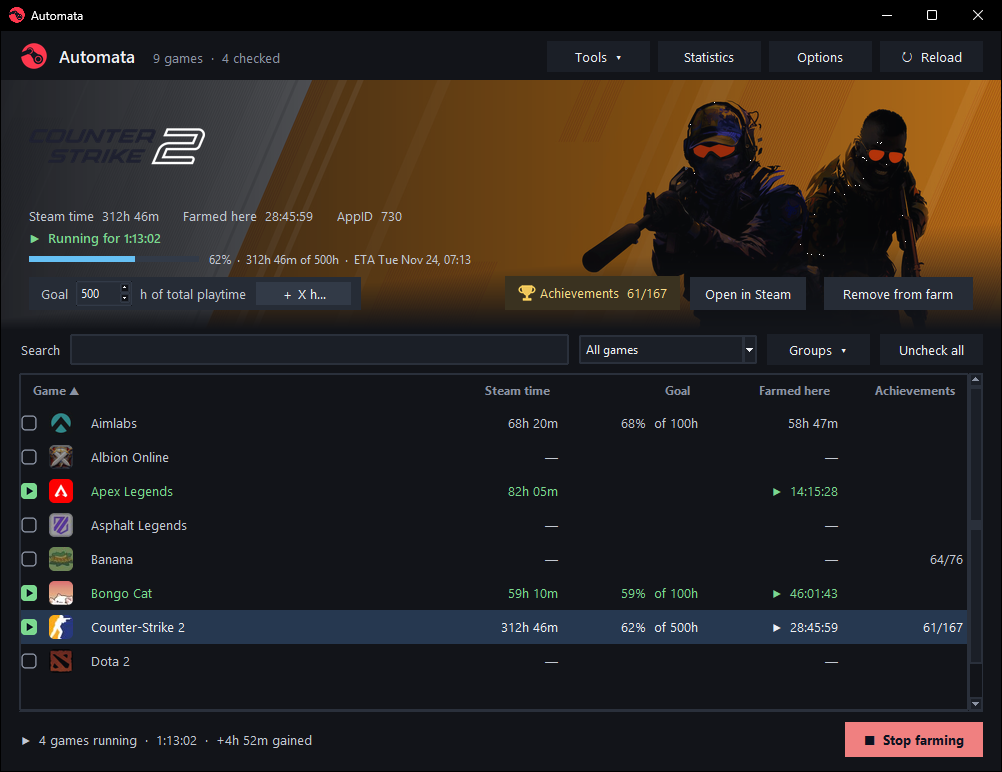 Automata
Automata 9 games · 4 checked Tools ▾ Statistics Options Reload
COUNTER
STRIKE 2
Steam time 312h 46m Farmed here 28:45:59 AppID 730
► Running for 1:13:02
62% · 312h 46m of 500h · ETA Tue Nov 24, 07:13
Goal 500 h of total playtime + X h... Achievements 61/167 Open in Steam Remove from farm
Search All games Groups ▾ Uncheck all
Game ▲ Steam time Goal Farmed here Achievements
Aimlabs 68h 20m 68% of 100h 58h 47m
Albion Online — —
Apex Legends 82h 05m ► 14:15:28
Asphalt Legends — —
Banana — — 64/76
Bongo Cat 59h 10m 59% of 100h ► 46:01:43
Counter-Strike 2 312h 46m 62% of 500h ► 28:45:59 61/167
Dota 2 — —
► 4 games running · 1:13:02 · +4h 52m gained ■ Stop farming